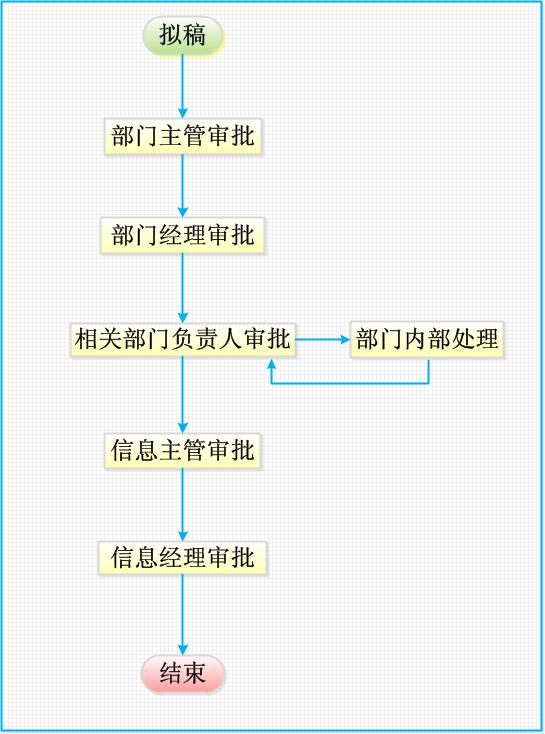 拟稿
部门主管审批
部门经理审批
相关部门负责人审批
部门内部处理
信息主管审批
信息经理审批
结束